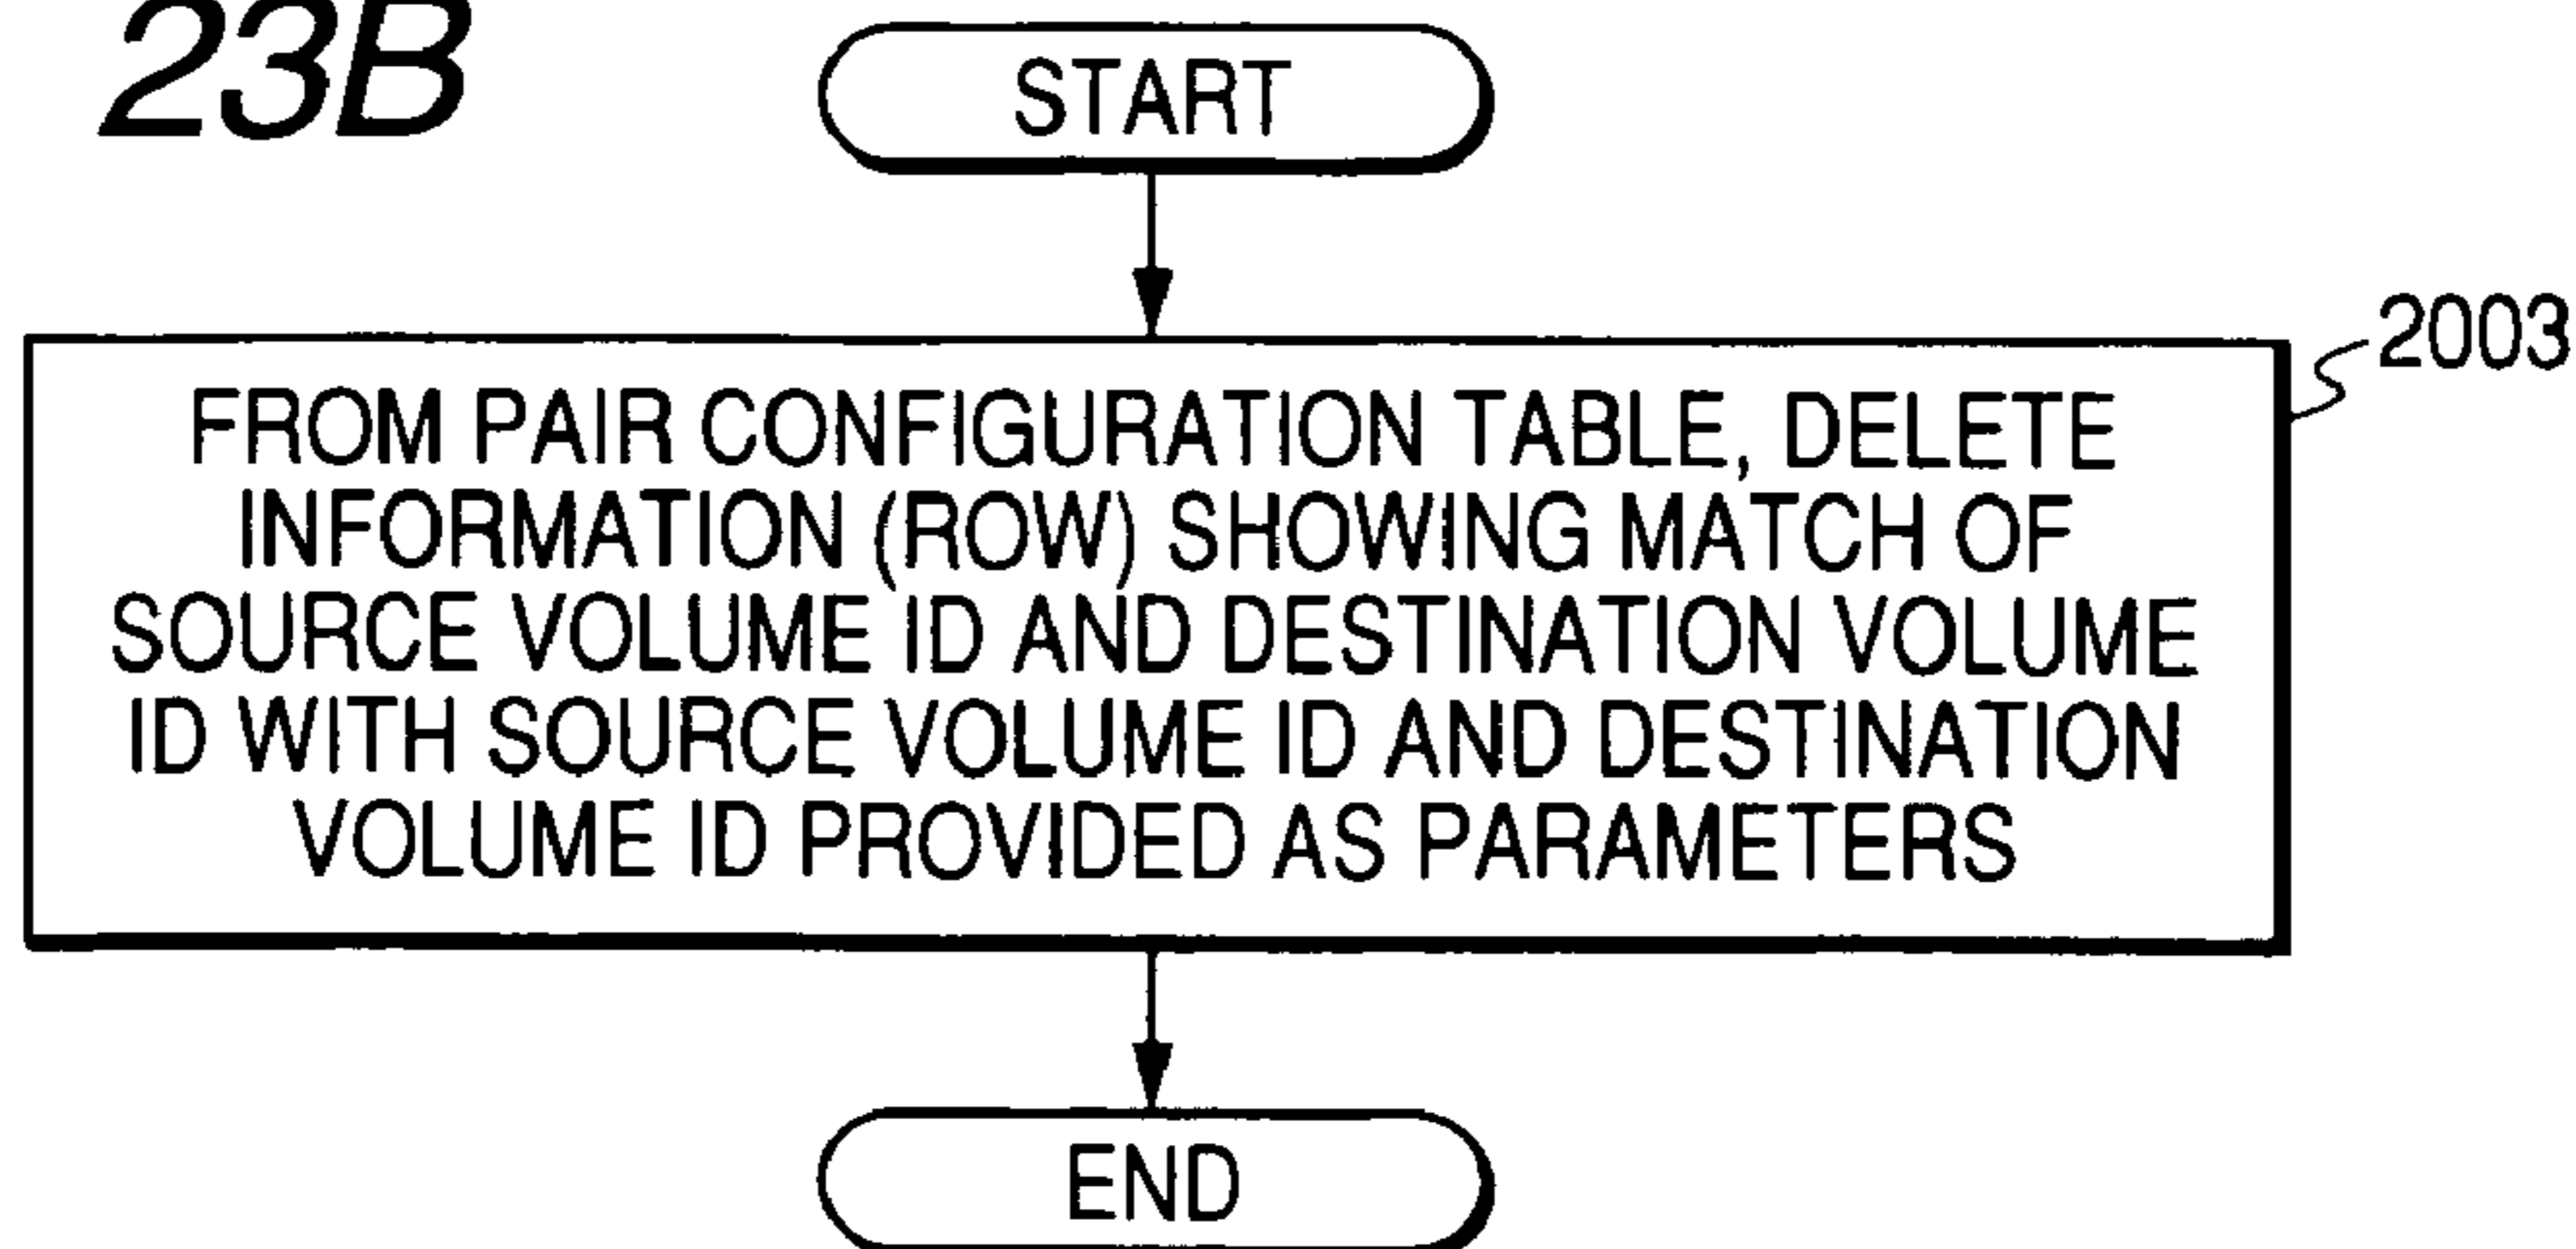 23B
START
2003
FROM PAIR CONFIGURATION TABLE, DELETE
INFORMATION (ROW) SHOWING MATCH OF
SOURCE VOLUME ID AND DESTINATION VOLUME
ID WITH SOURCE VOLUME ID AND DESTINATION
VOLUME ID PROVIDED AS PARAMETERS
END